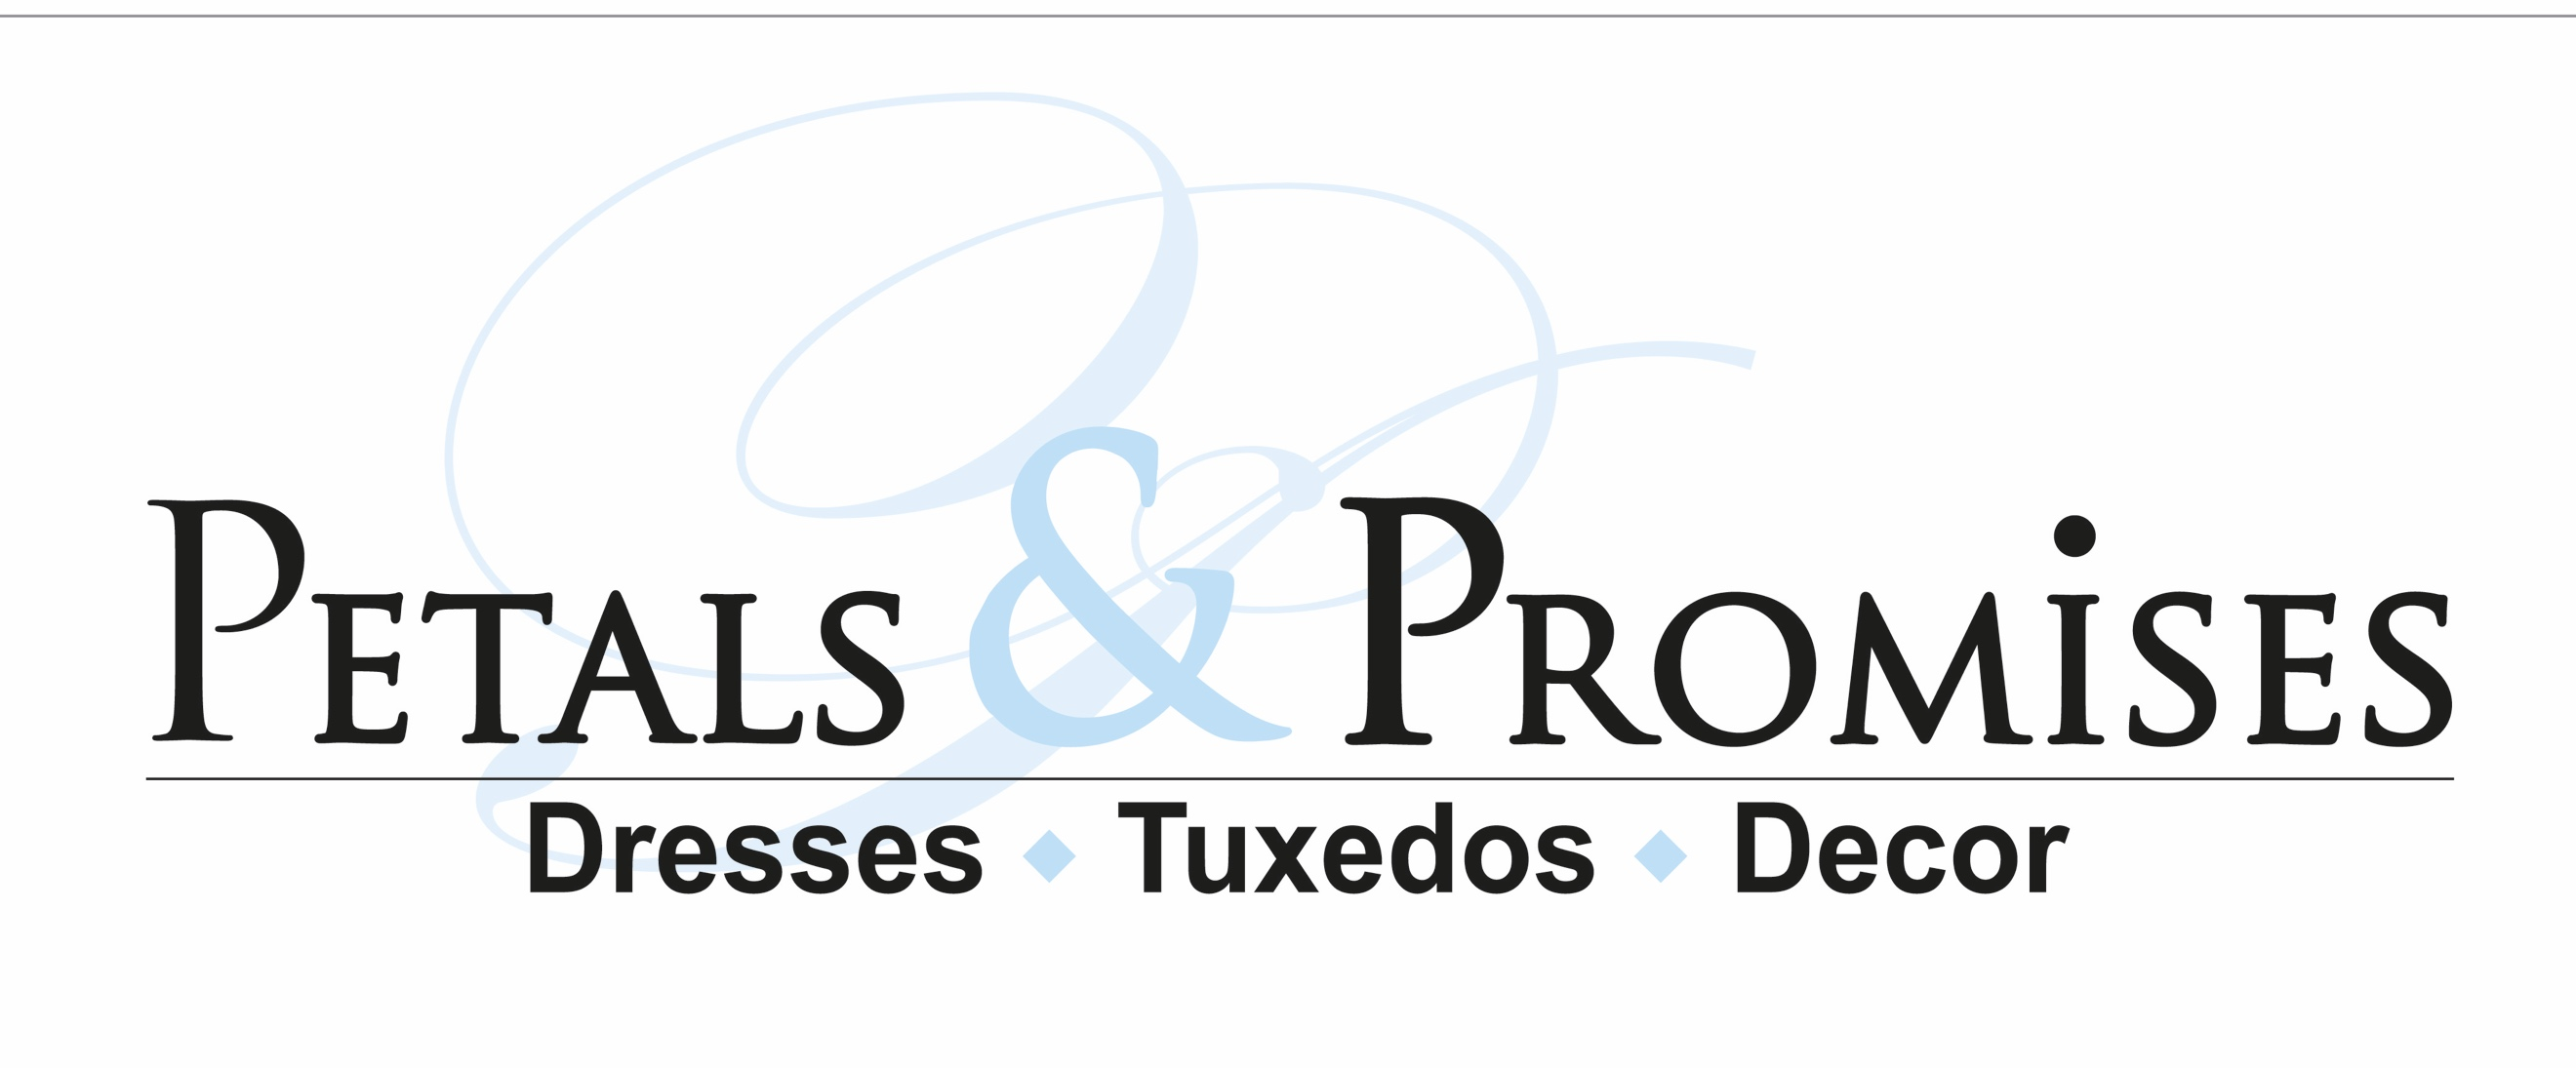 Petals & Promises
Dresses ◆ Tuxedos ◆ Decor